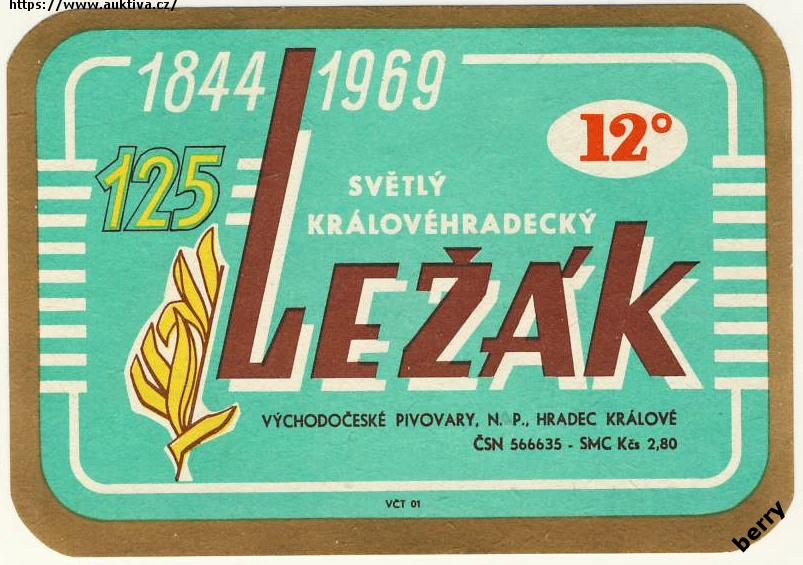 https://www.auktiva.cz/
1844 1969
125
12°
SVĚTLÝ
KRÁLOVÉHRADECKÝ
LEŽÁK
VÝCHODOČESKÉ PIVOVARY, N. P., HRADEC KRÁLOVÉ
ČSN 566635 - SMC Kčs 2,80
VČT 01
berry